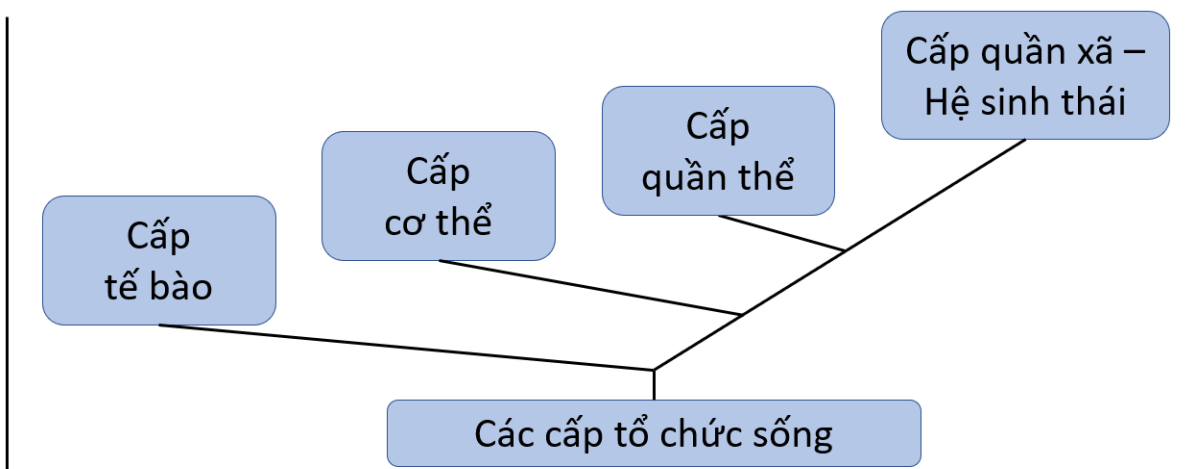 Cấp quần xã –
Hệ sinh thái
Cấp
quần thể
Cấp
cơ thể
Cấp
tế bào
Các cấp tổ chức sống